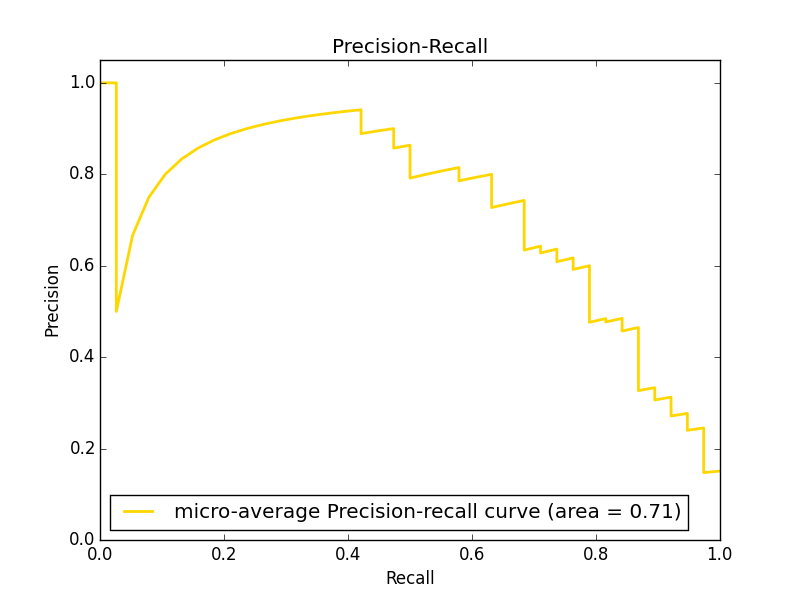 Precision-Recall
1.0
0.8
0.6
0.4
0.2
0.0
Precision
micro-average Precision-recall curve (area = 0.71)
0.0 0.2 0.4 0.6 0.8 1.0
Recall